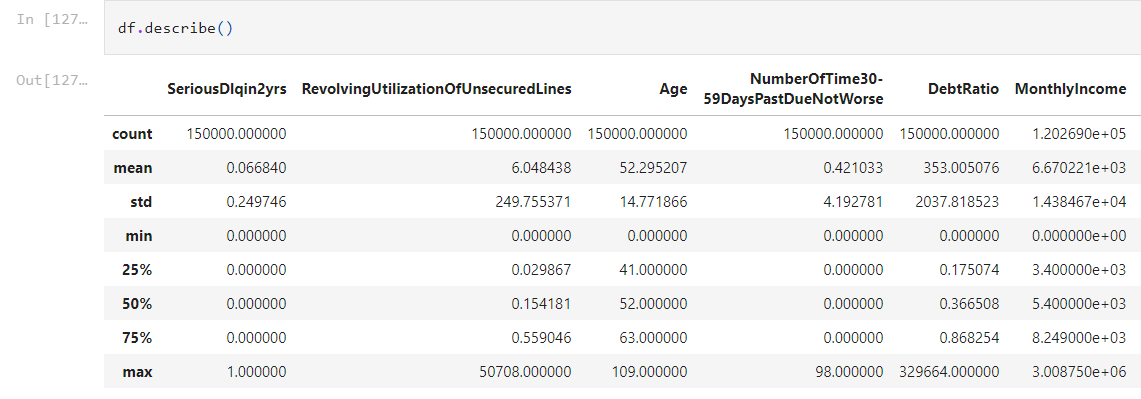 In [127…
df.describe()
Out[127…
SeriousDlqin2yrs RevolvingUtilizationOfUnsecuredLines Age NumberOfTime30-59DaysPastDueNotWorse DebtRatio MonthlyIncome
count 150000.000000 150000.000000 150000.000000 150000.000000 150000.000000 1.202690e+05
mean 0.066840 6.048438 52.295207 0.421033 353.005076 6.670221e+03
std 0.249746 249.755371 14.771866 4.192781 2037.818523 1.438467e+04
min 0.000000 0.000000 0.000000 0.000000 0.000000 0.000000e+00
25% 0.000000 0.029867 41.000000 0.000000 0.175074 3.400000e+03
50% 0.000000 0.154181 52.000000 0.000000 0.366508 5.400000e+03
75% 0.000000 0.559046 63.000000 0.000000 0.868254 8.249000e+03
max 1.000000 50708.000000 109.000000 98.000000 329664.000000 3.008750e+06